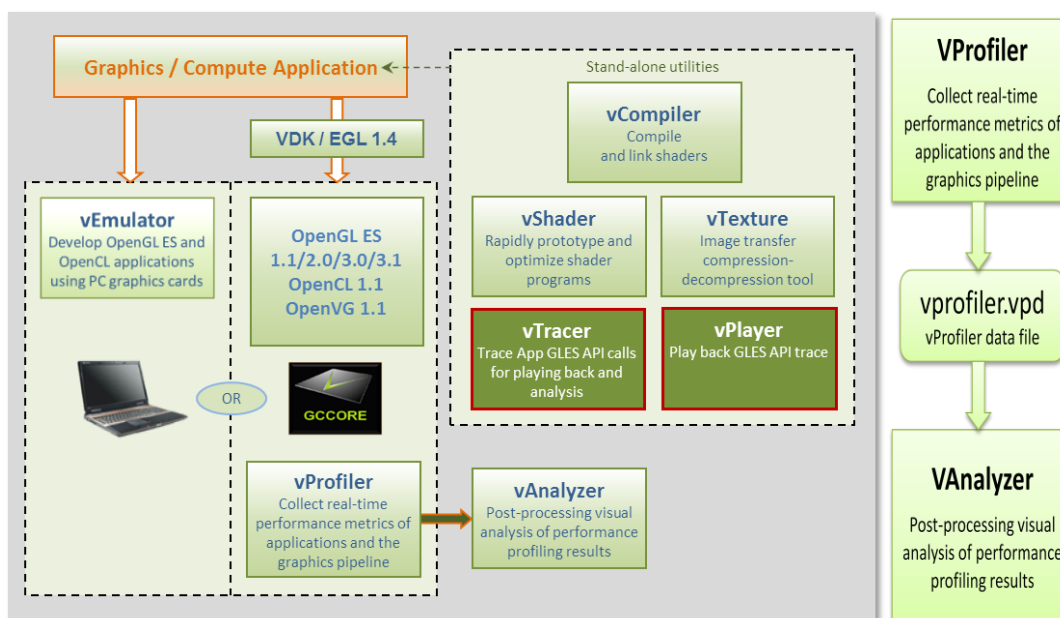 Graphics / Compute Application
VDK / EGL 1.4
vEmulator
Develop OpenGL ES and
OpenCL applications
using PC graphics cards
OpenGL ES
1.1/2.0/3.0/3.1
OpenCL 1.1
OpenVG 1.1
OR
GCCORE
vProfiler
Collect real-time
performance metrics of
applications and the
graphics pipeline
vAnalyzer
Post-processing visual
analysis of performance
profiling results
Stand-alone utilities
vCompiler
Compile
and link shaders
vShader
Rapidly prototype and
optimize shader
programs
vTexture
Image transfer
compression-
decompression tool
vTracer
Trace App GLES API calls
for playing back and
analysis
vPlayer
Play back GLES API trace
VProfiler
Collect real-time
performance metrics of
applications and the
graphics pipeline
vprofiler.vpd
vProfiler data file
VAnalyzer
Post-processing visual
analysis of performance
profiling results